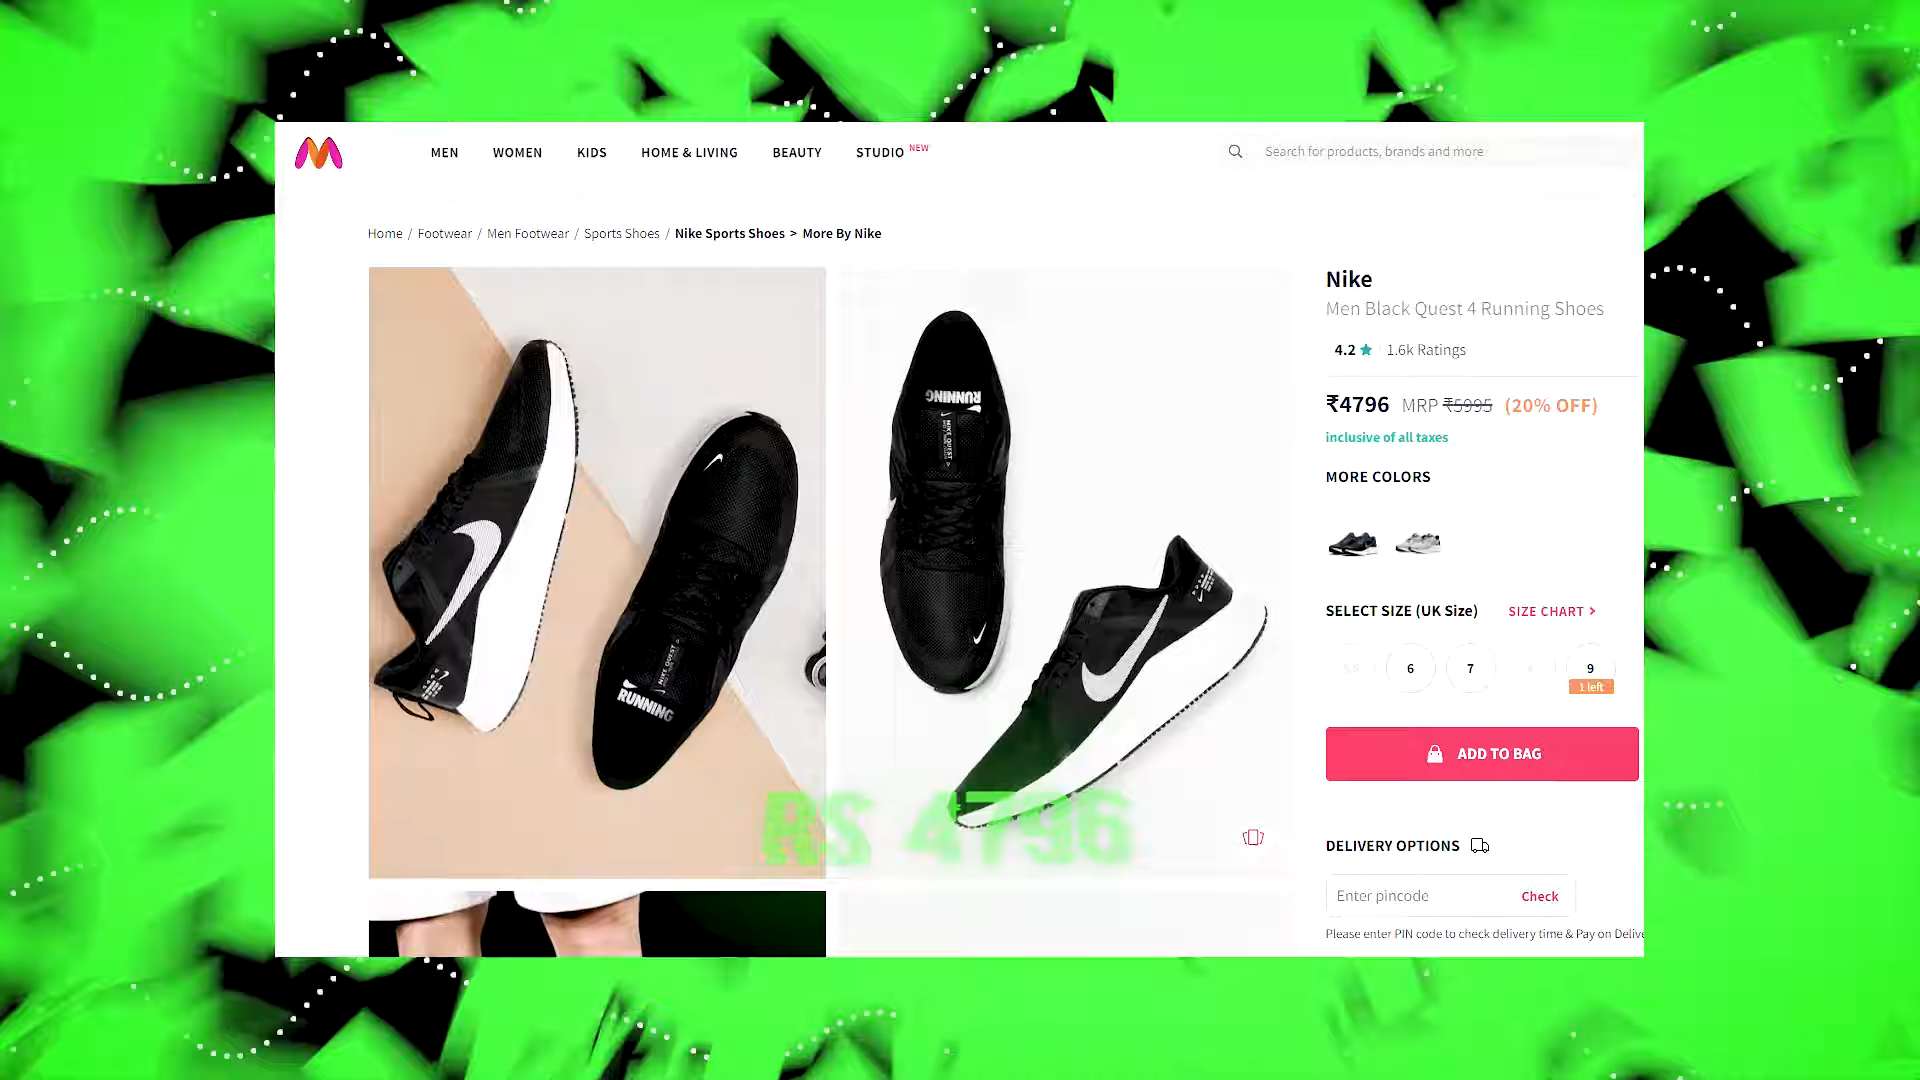 MEN WOMEN KIDS HOME & LIVING BEAUTY STUDIO NEW
Search for products, brands and more
Home / Footwear / Men Footwear / Sports Shoes / Nike Sports Shoes > More By Nike
Nike
Men Black Quest 4 Running Shoes
4.2 1.6k Ratings
₹4796 MRP ₹5995 (20% OFF)
inclusive of all taxes
MORE COLORS
SELECT SIZE (UK Size) SIZE CHART >
6 7 9
1 left
ADD TO BAG
DELIVERY OPTIONS
Enter pincode Check
Please enter PIN code to check delivery time & Pay on Delive
RUNNING
NIKE QUEST
RUNNING
NIKE QUEST
RS 4796